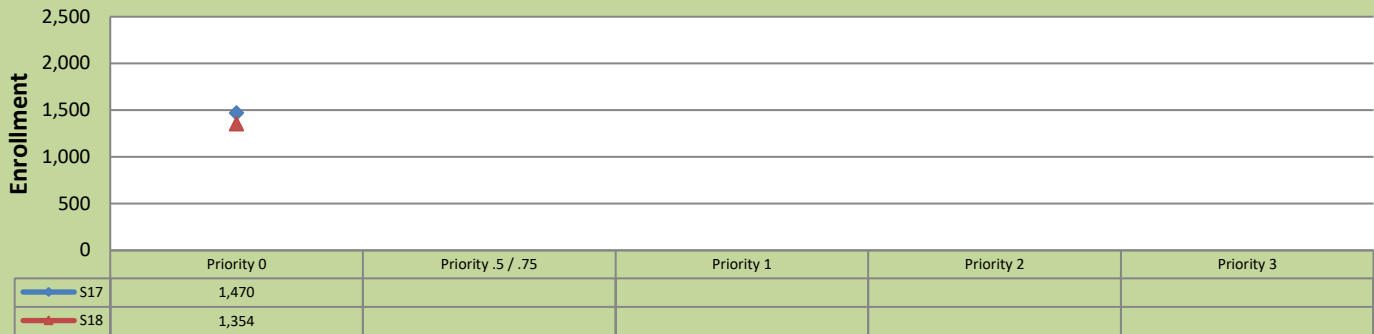 2,500
2,000
1,500
1,000
500
0
Enrollment
Priority 0 Priority .5 / .75 Priority 1 Priority 2 Priority 3
S17 1,470
S18 1,354